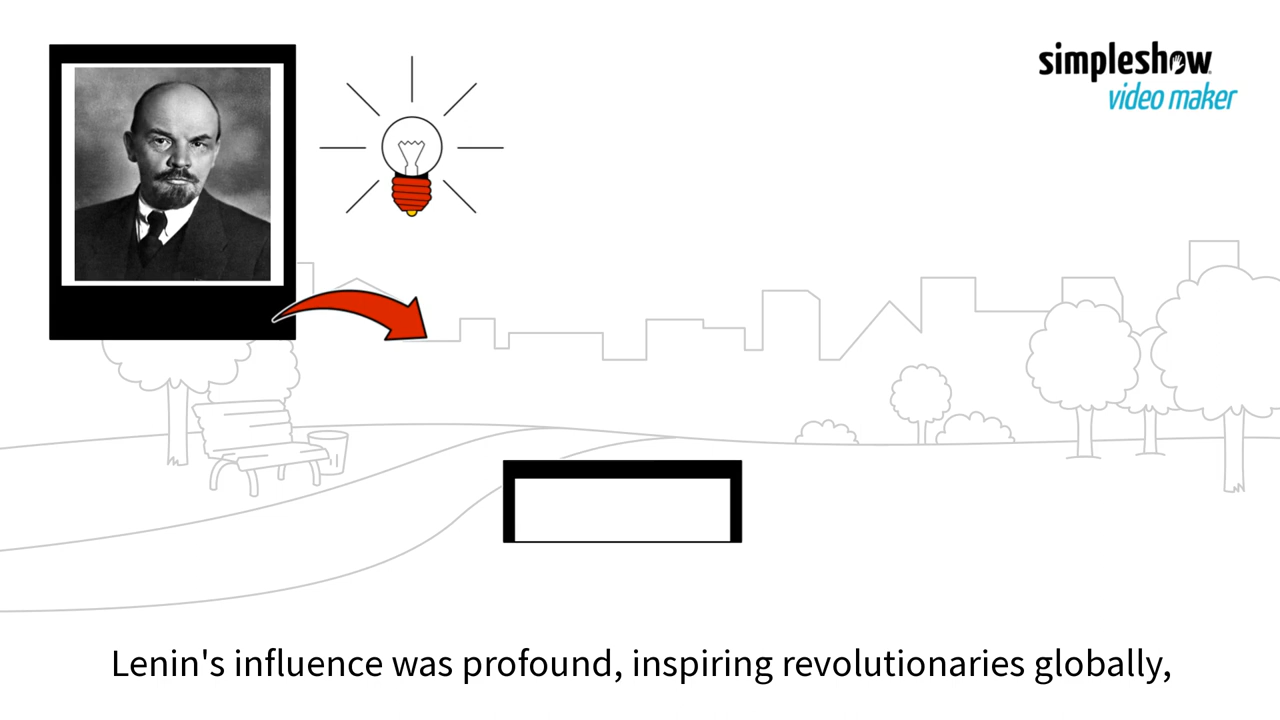 simpleshow
video maker
Lenin's influence was profound, inspiring revolutionaries globally,